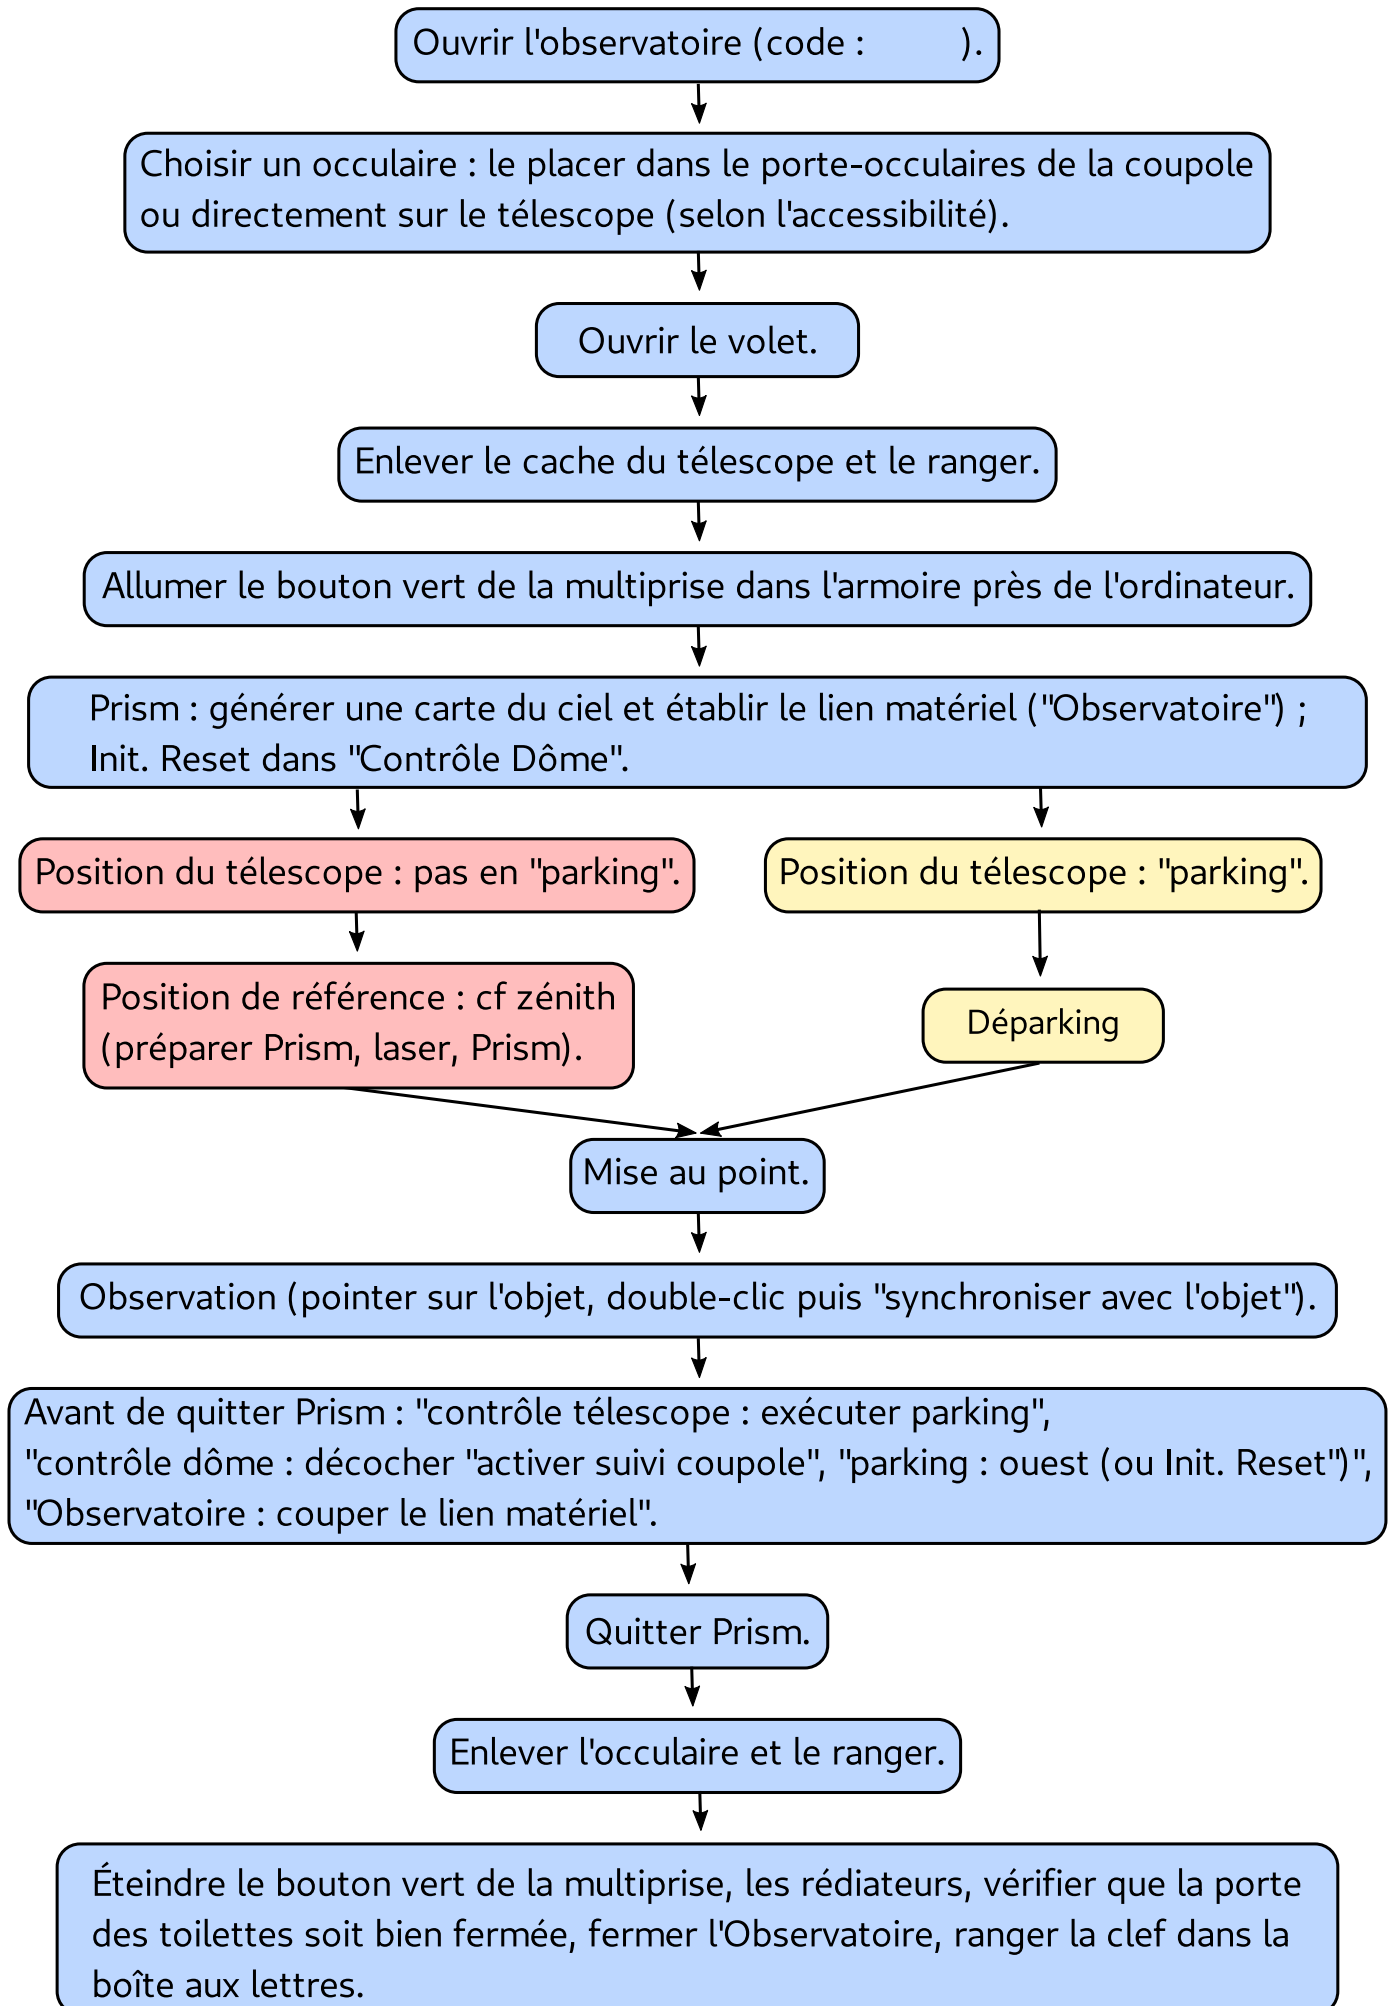 Ouvrir l'observatoire (code :          ).
Choisir un occulaire : le placer dans le porte-occulaires de la coupole
ou directement sur le télescope (selon l'accessibilité).
Ouvrir le volet.
Enlever le cache du télescope et le ranger.
Allumer le bouton vert de la multiprise dans l'armoire près de l'ordinateur.
Prism : générer une carte du ciel et établir le lien matériel ("Observatoire") ;
Init. Reset dans "Contrôle Dôme".
Position du télescope : pas en "parking".
Position du télescope : "parking".
Position de référence : cf zénith
(préparer Prism, laser, Prism).
Déparking
Mise au point.
Observation (pointer sur l'objet, double-clic puis "synchroniser avec l'objet").
Avant de quitter Prism : "contrôle télescope : exécuter parking",
"contrôle dôme : décocher "activer suivi coupole", "parking : ouest (ou Init. Reset")",
"Observatoire : couper le lien matériel".
Quitter Prism.
Enlever l'occulaire et le ranger.
Éteindre le bouton vert de la multiprise, les rédiateurs, vérifier que la porte
des toilettes soit bien fermée, fermer l'Observatoire, ranger la clef dans la
boîte aux lettres.